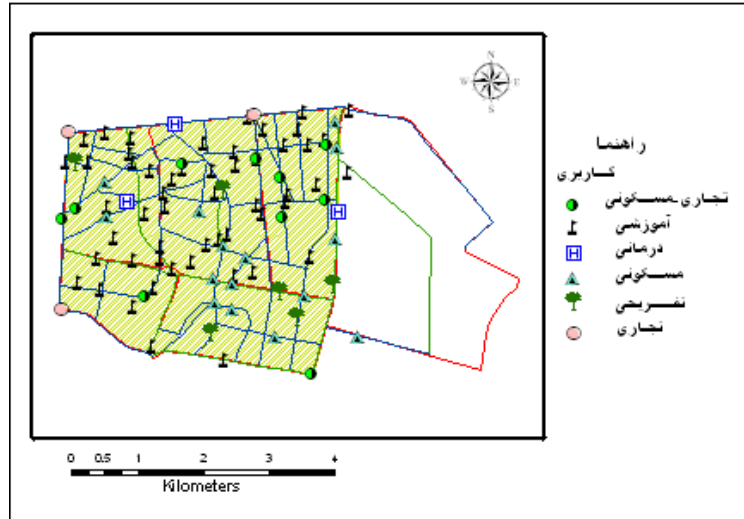 N
W E
S
راهنما
کاربری
تجاری-مسکونی
آموزشی
درمانی
مسکونی
تفریحی
تجاری
H
H
H
0 0.5 1 2 3 4
Kilometers